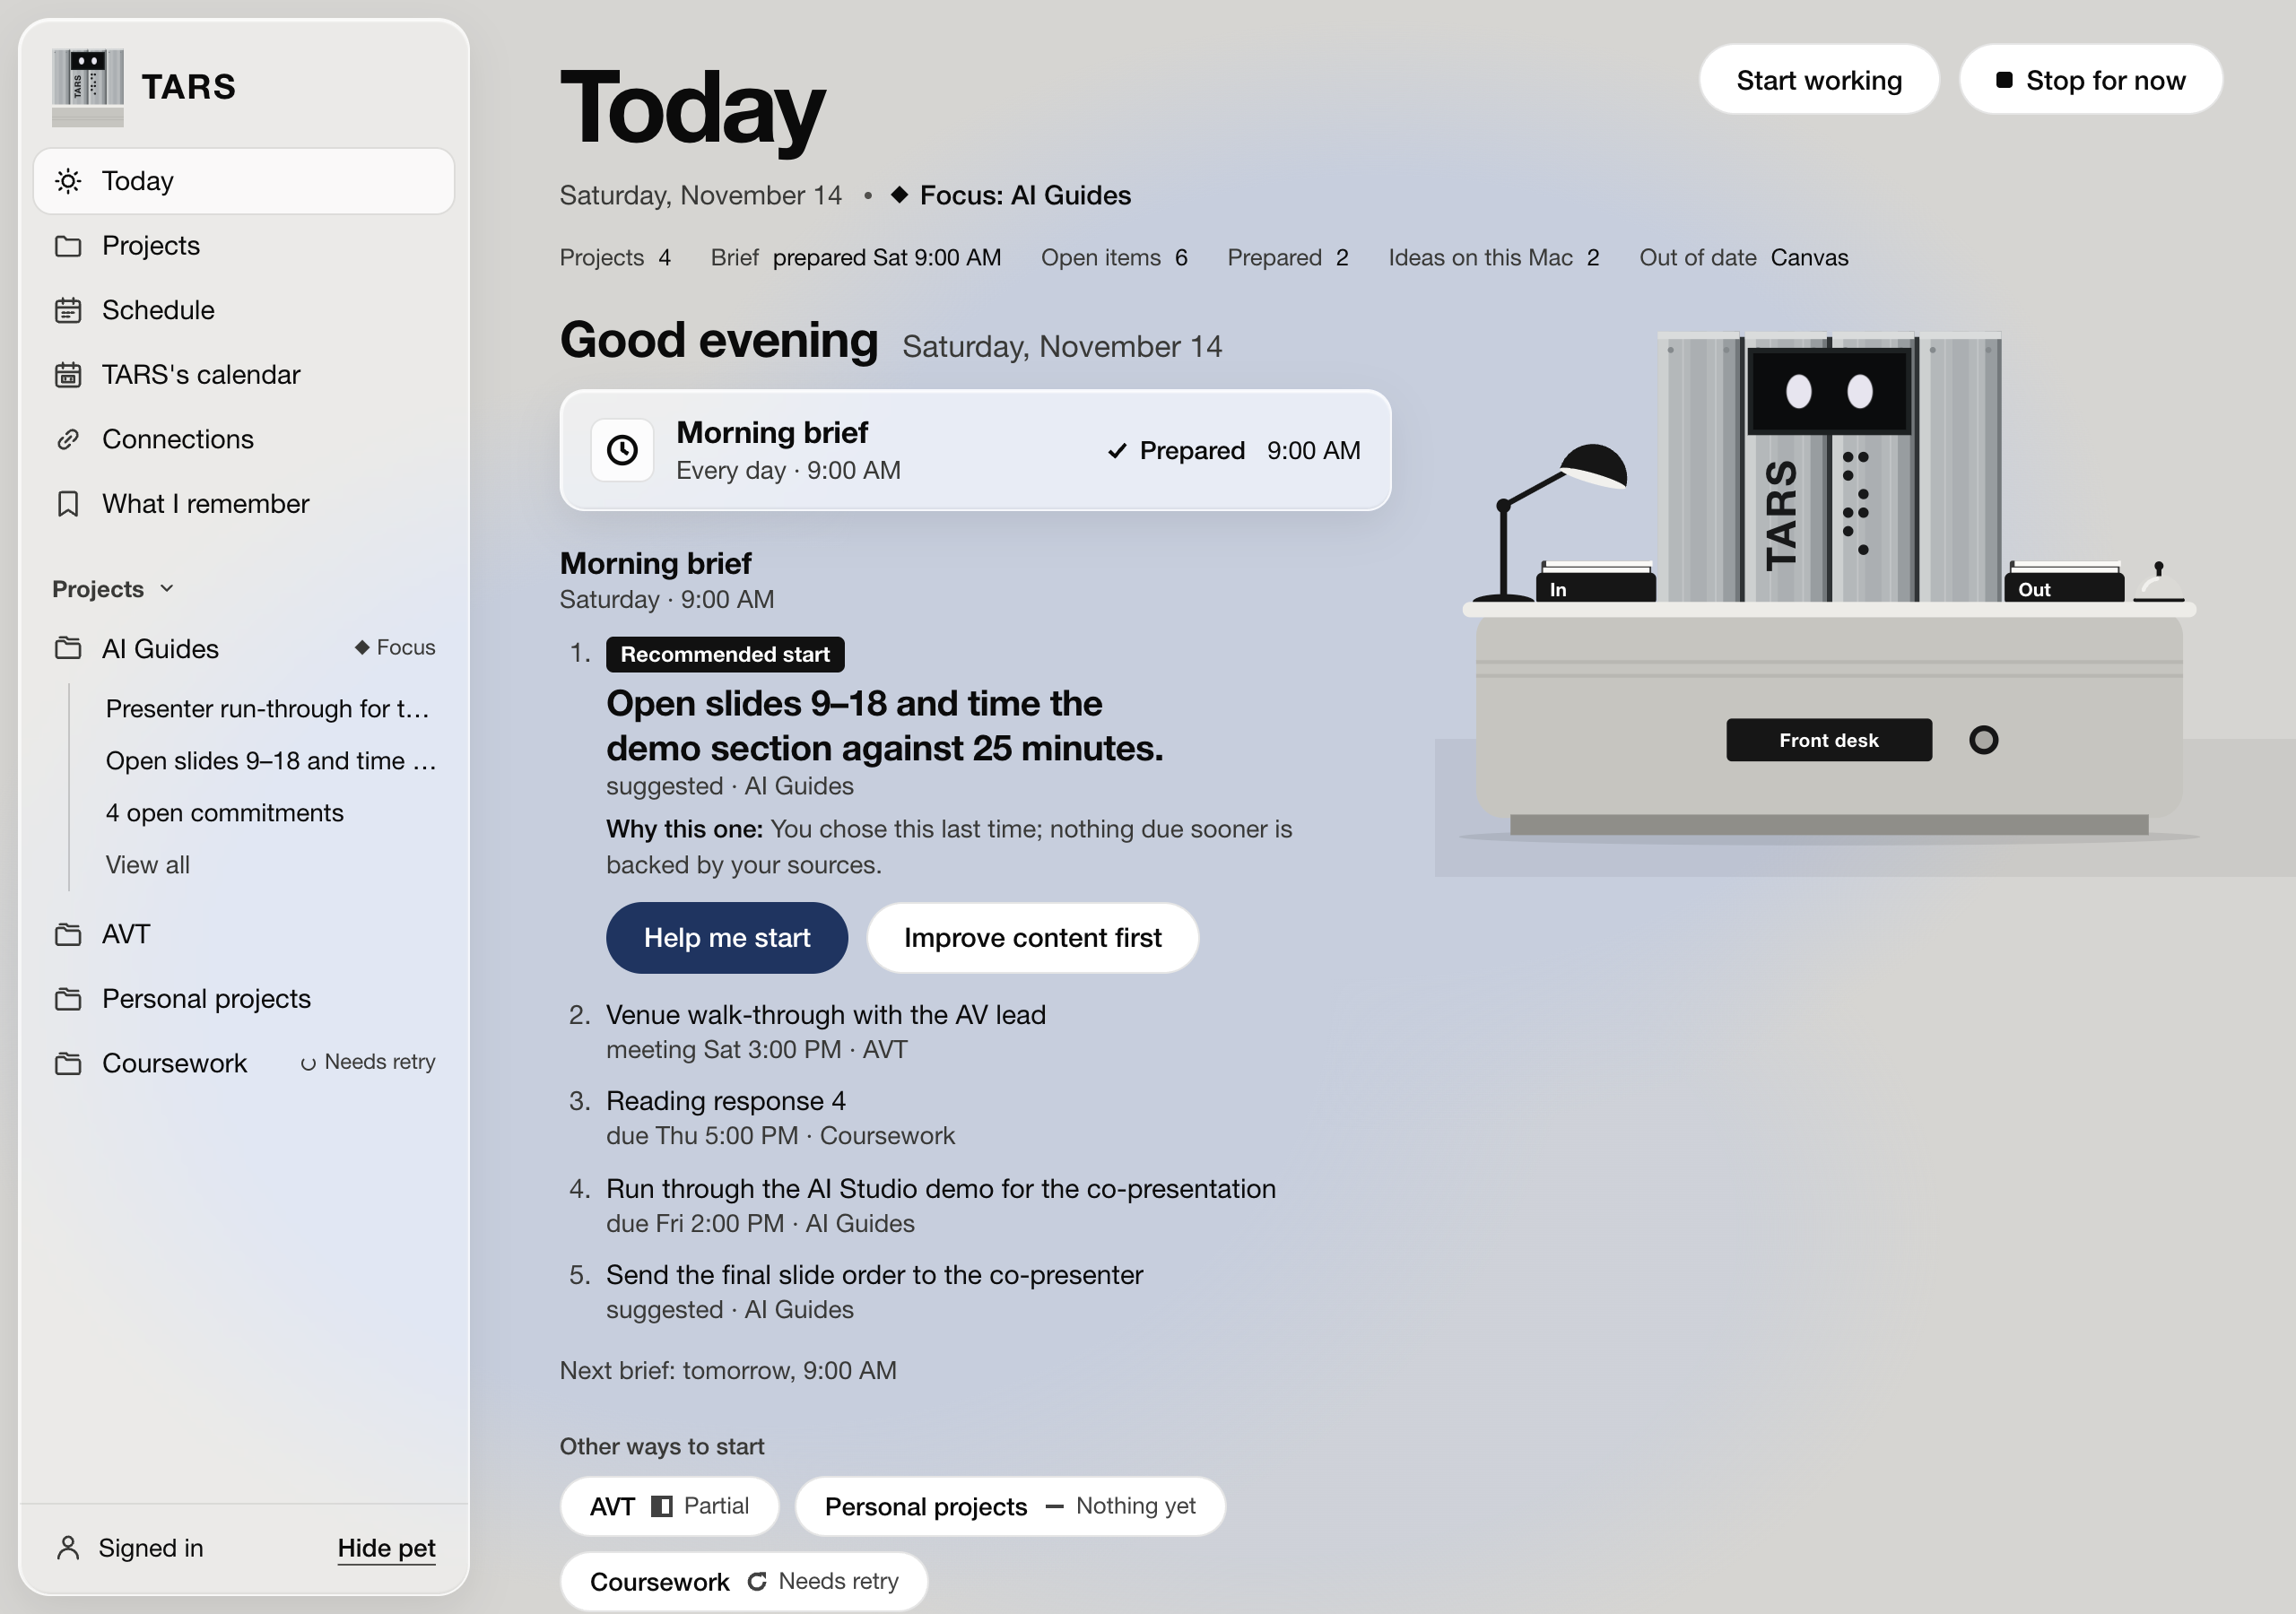 TARS
TARS
Today
Projects
Schedule
TARS's calendar
Connections
What I remember
Projects
AI Guides ◆ Focus
Presenter run-through for t…
Open slides 9–18 and time …
4 open commitments
View all
AVT
Personal projects
Coursework Needs retry
Signed in Hide pet
Start working Stop for now
Today
Saturday, November 14 • ◆ Focus: AI Guides
Projects 4 Brief prepared Sat 9:00 AM Open items 6 Prepared 2 Ideas on this Mac 2 Out of date Canvas
Good evening Saturday, November 14
Morning brief
Every day · 9:00 AM
✓ Prepared 9:00 AM
Morning brief
Saturday · 9:00 AM
1. Recommended start
Open slides 9–18 and time the
demo section against 25 minutes.
suggested · AI Guides
Why this one: You chose this last time; nothing due sooner is
backed by your sources.
Help me start Improve content first
2. Venue walk-through with the AV lead
meeting Sat 3:00 PM · AVT
3. Reading response 4
due Thu 5:00 PM · Coursework
4. Run through the AI Studio demo for the co-presentation
due Fri 2:00 PM · AI Guides
5. Send the final slide order to the co-presenter
suggested · AI Guides
Next brief: tomorrow, 9:00 AM
Other ways to start
AVT Partial
Personal projects — Nothing yet
Coursework Needs retry
TARS
In
Out
Front desk